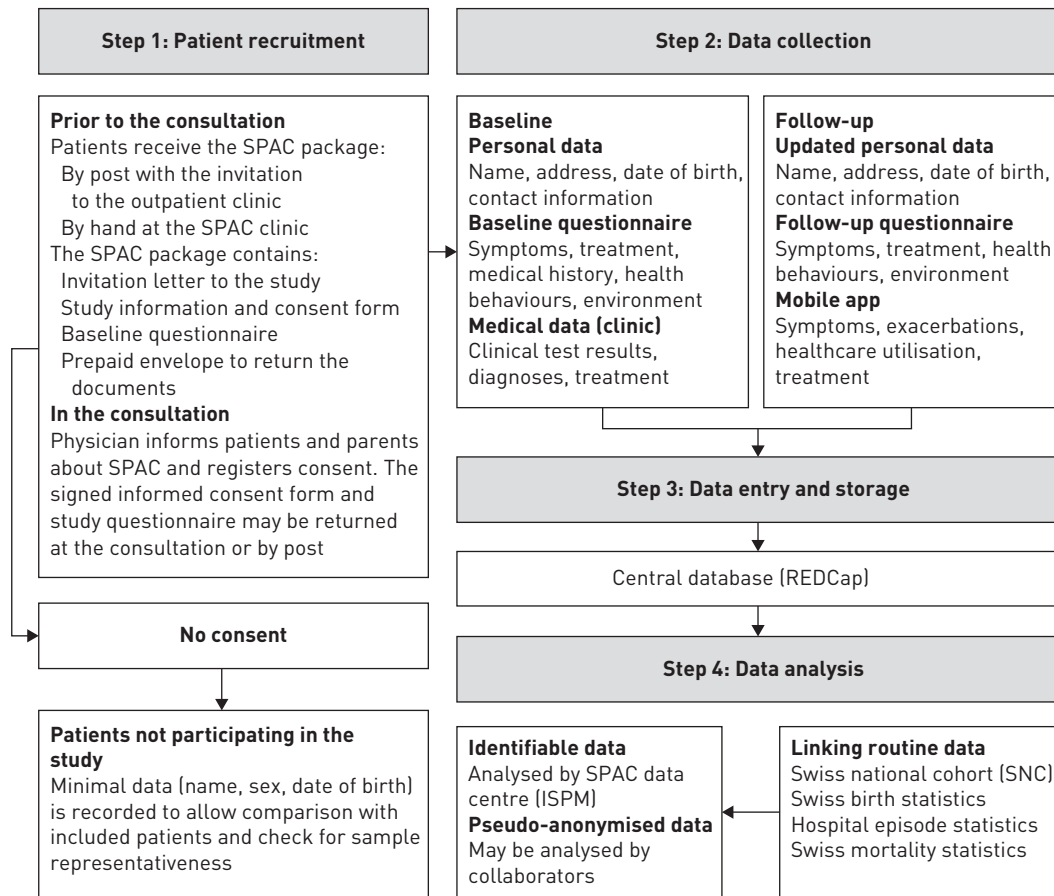 Step 1: Patient recruitment
Prior to the consultation
Patients receive the SPAC package:
By post with the invitation
to the outpatient clinic
By hand at the SPAC clinic
The SPAC package contains:
Invitation letter to the study
Study information and consent form
Baseline questionnaire
Prepaid envelope to return the
documents
In the consultation
Physician informs patients and parents
about SPAC and registers consent. The
signed informed consent form and
study questionnaire may be returned
at the consultation or by post
No consent
Patients not participating in the
study
Minimal data (name, sex, date of birth)
is recorded to allow comparison with
included patients and check for sample
representativeness
Step 2: Data collection
Baseline
Personal data
Name, address, date of birth,
contact information
Baseline questionnaire
Symptoms, treatment,
medical history, health
behaviours, environment
Medical data (clinic)
Clinical test results,
diagnoses, treatment
Follow-up
Updated personal data
Name, address, date of birth,
contact information
Follow-up questionnaire
Symptoms, treatment, health
behaviours, environment
Mobile app
Symptoms, exacerbations,
healthcare utilisation,
treatment
Step 3: Data entry and storage
Central database (REDCap)
Step 4: Data analysis
Identifiable data
Analysed by SPAC data
centre (ISPM)
Pseudo-anonymised data
May be analysed by
collaborators
Linking routine data
Swiss national cohort (SNC)
Swiss birth statistics
Hospital episode statistics
Swiss mortality statistics